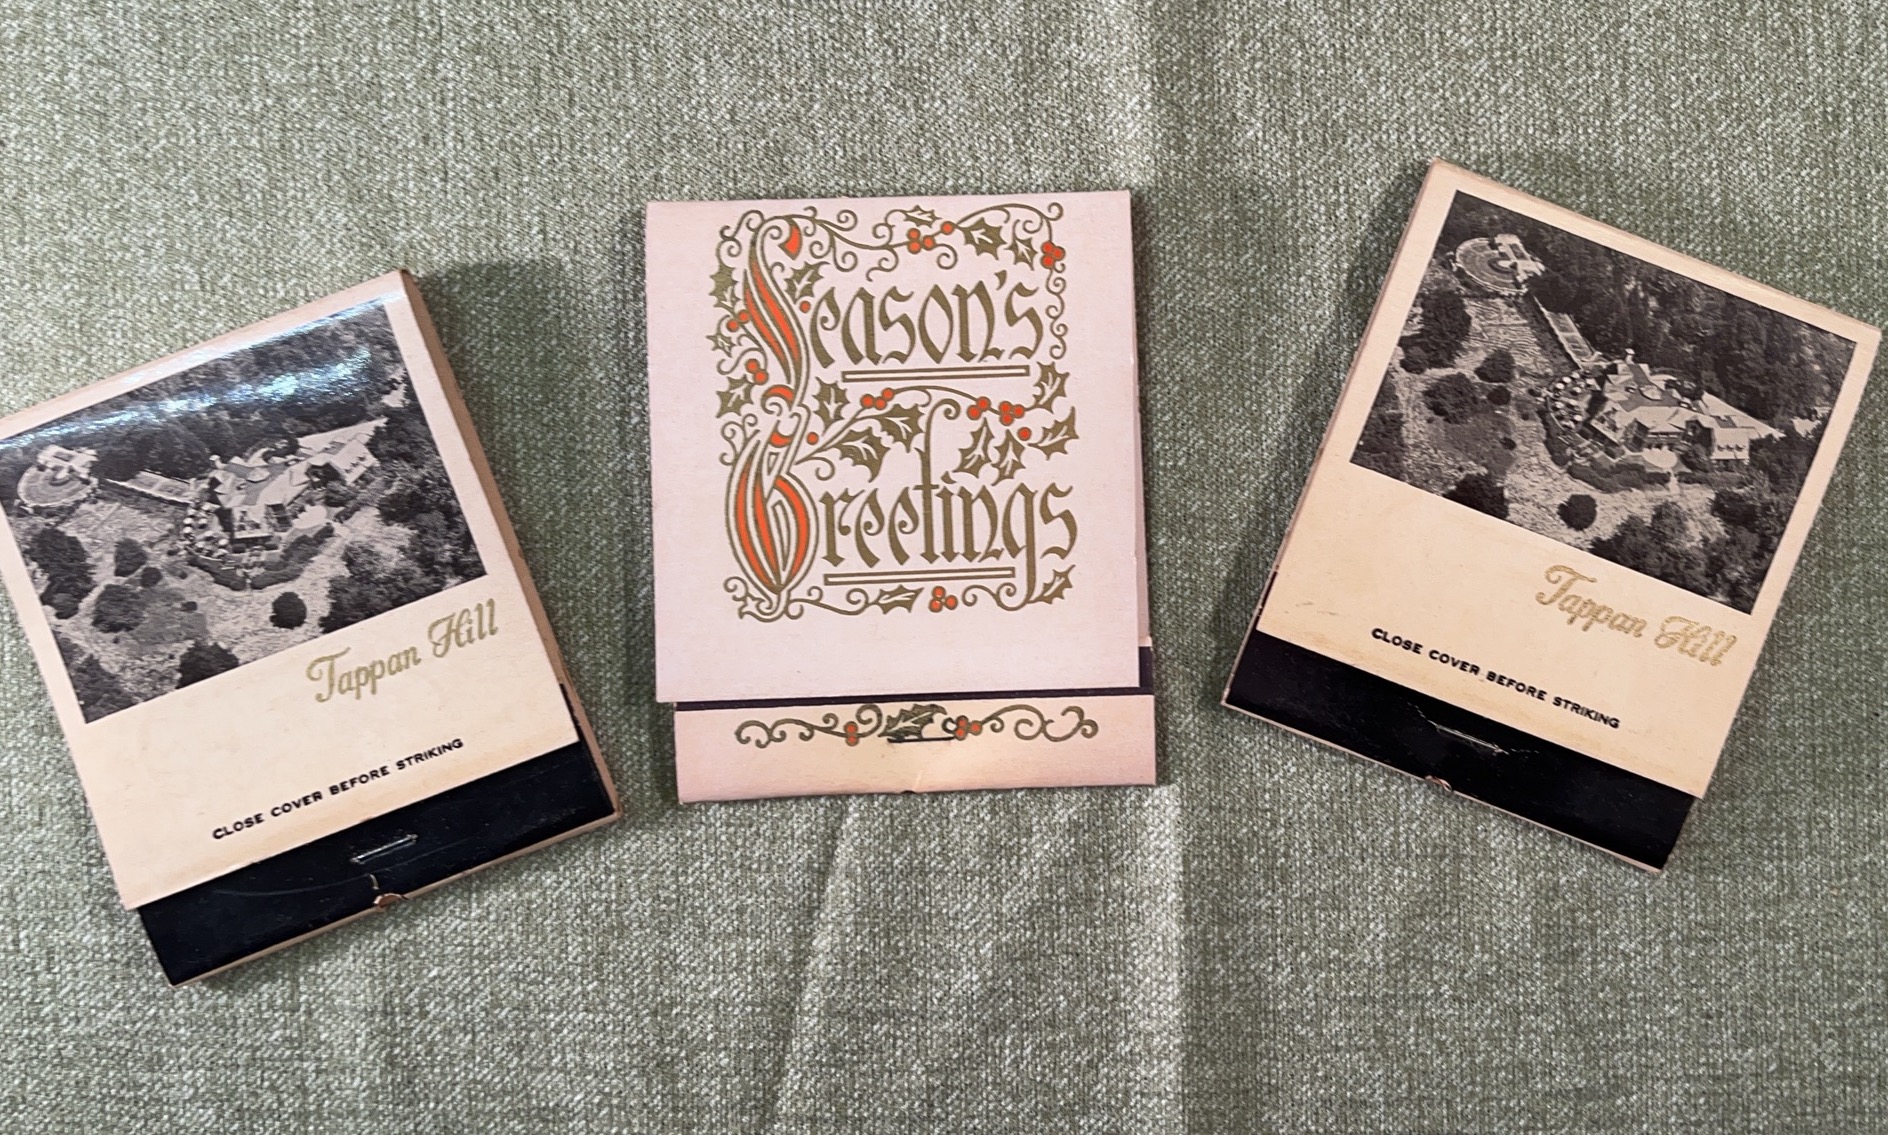 Tappan Hill
CLOSE COVER BEFORE STRIKING
Season's
Greetings
Tappan Hill
CLOSE COVER BEFORE STRIKING